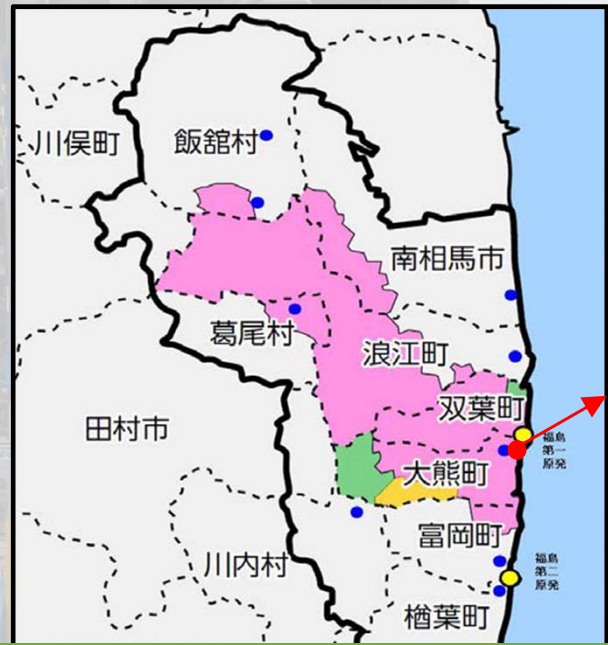 川俣町
飯舘村
南相馬市
葛尾村
浪江町
双葉町
田村市
福島
第一
原発
大熊町
富岡町
福島
第二
原発
川内村
楢葉町